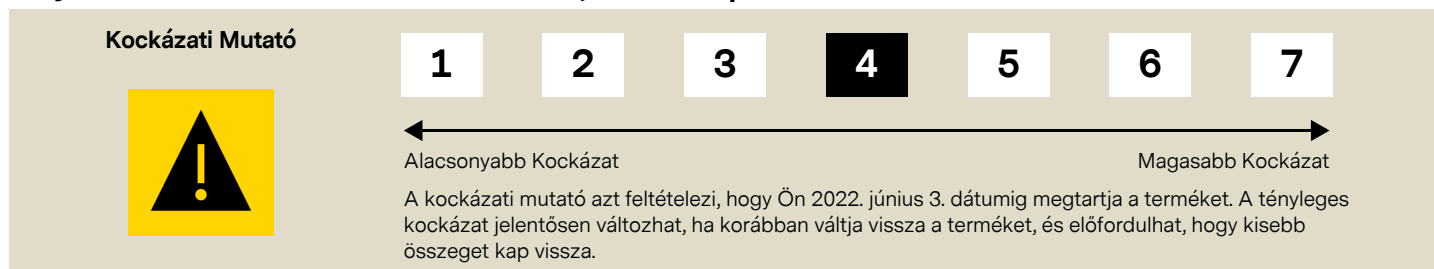 Kockázati Mutató
1 2 3 4 5 6 7
Alacsonyabb Kockázat Magasabb Kockázat
A kockázati mutató azt feltételezi, hogy Ön 2022. június 3. dátumig megtartja a terméket. A tényleges
kockázat jelentősen változhat, ha korábban váltja vissza a terméket, és előfordulhat, hogy kisebb
összeget kap vissza.